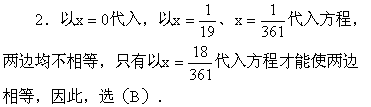 2．以x = 0代入，以x = 1/19、x = 1/361代入方程，
两边均不相等，只有以x = 18/361代入方程才能使两边
相等，因此，选（B）．